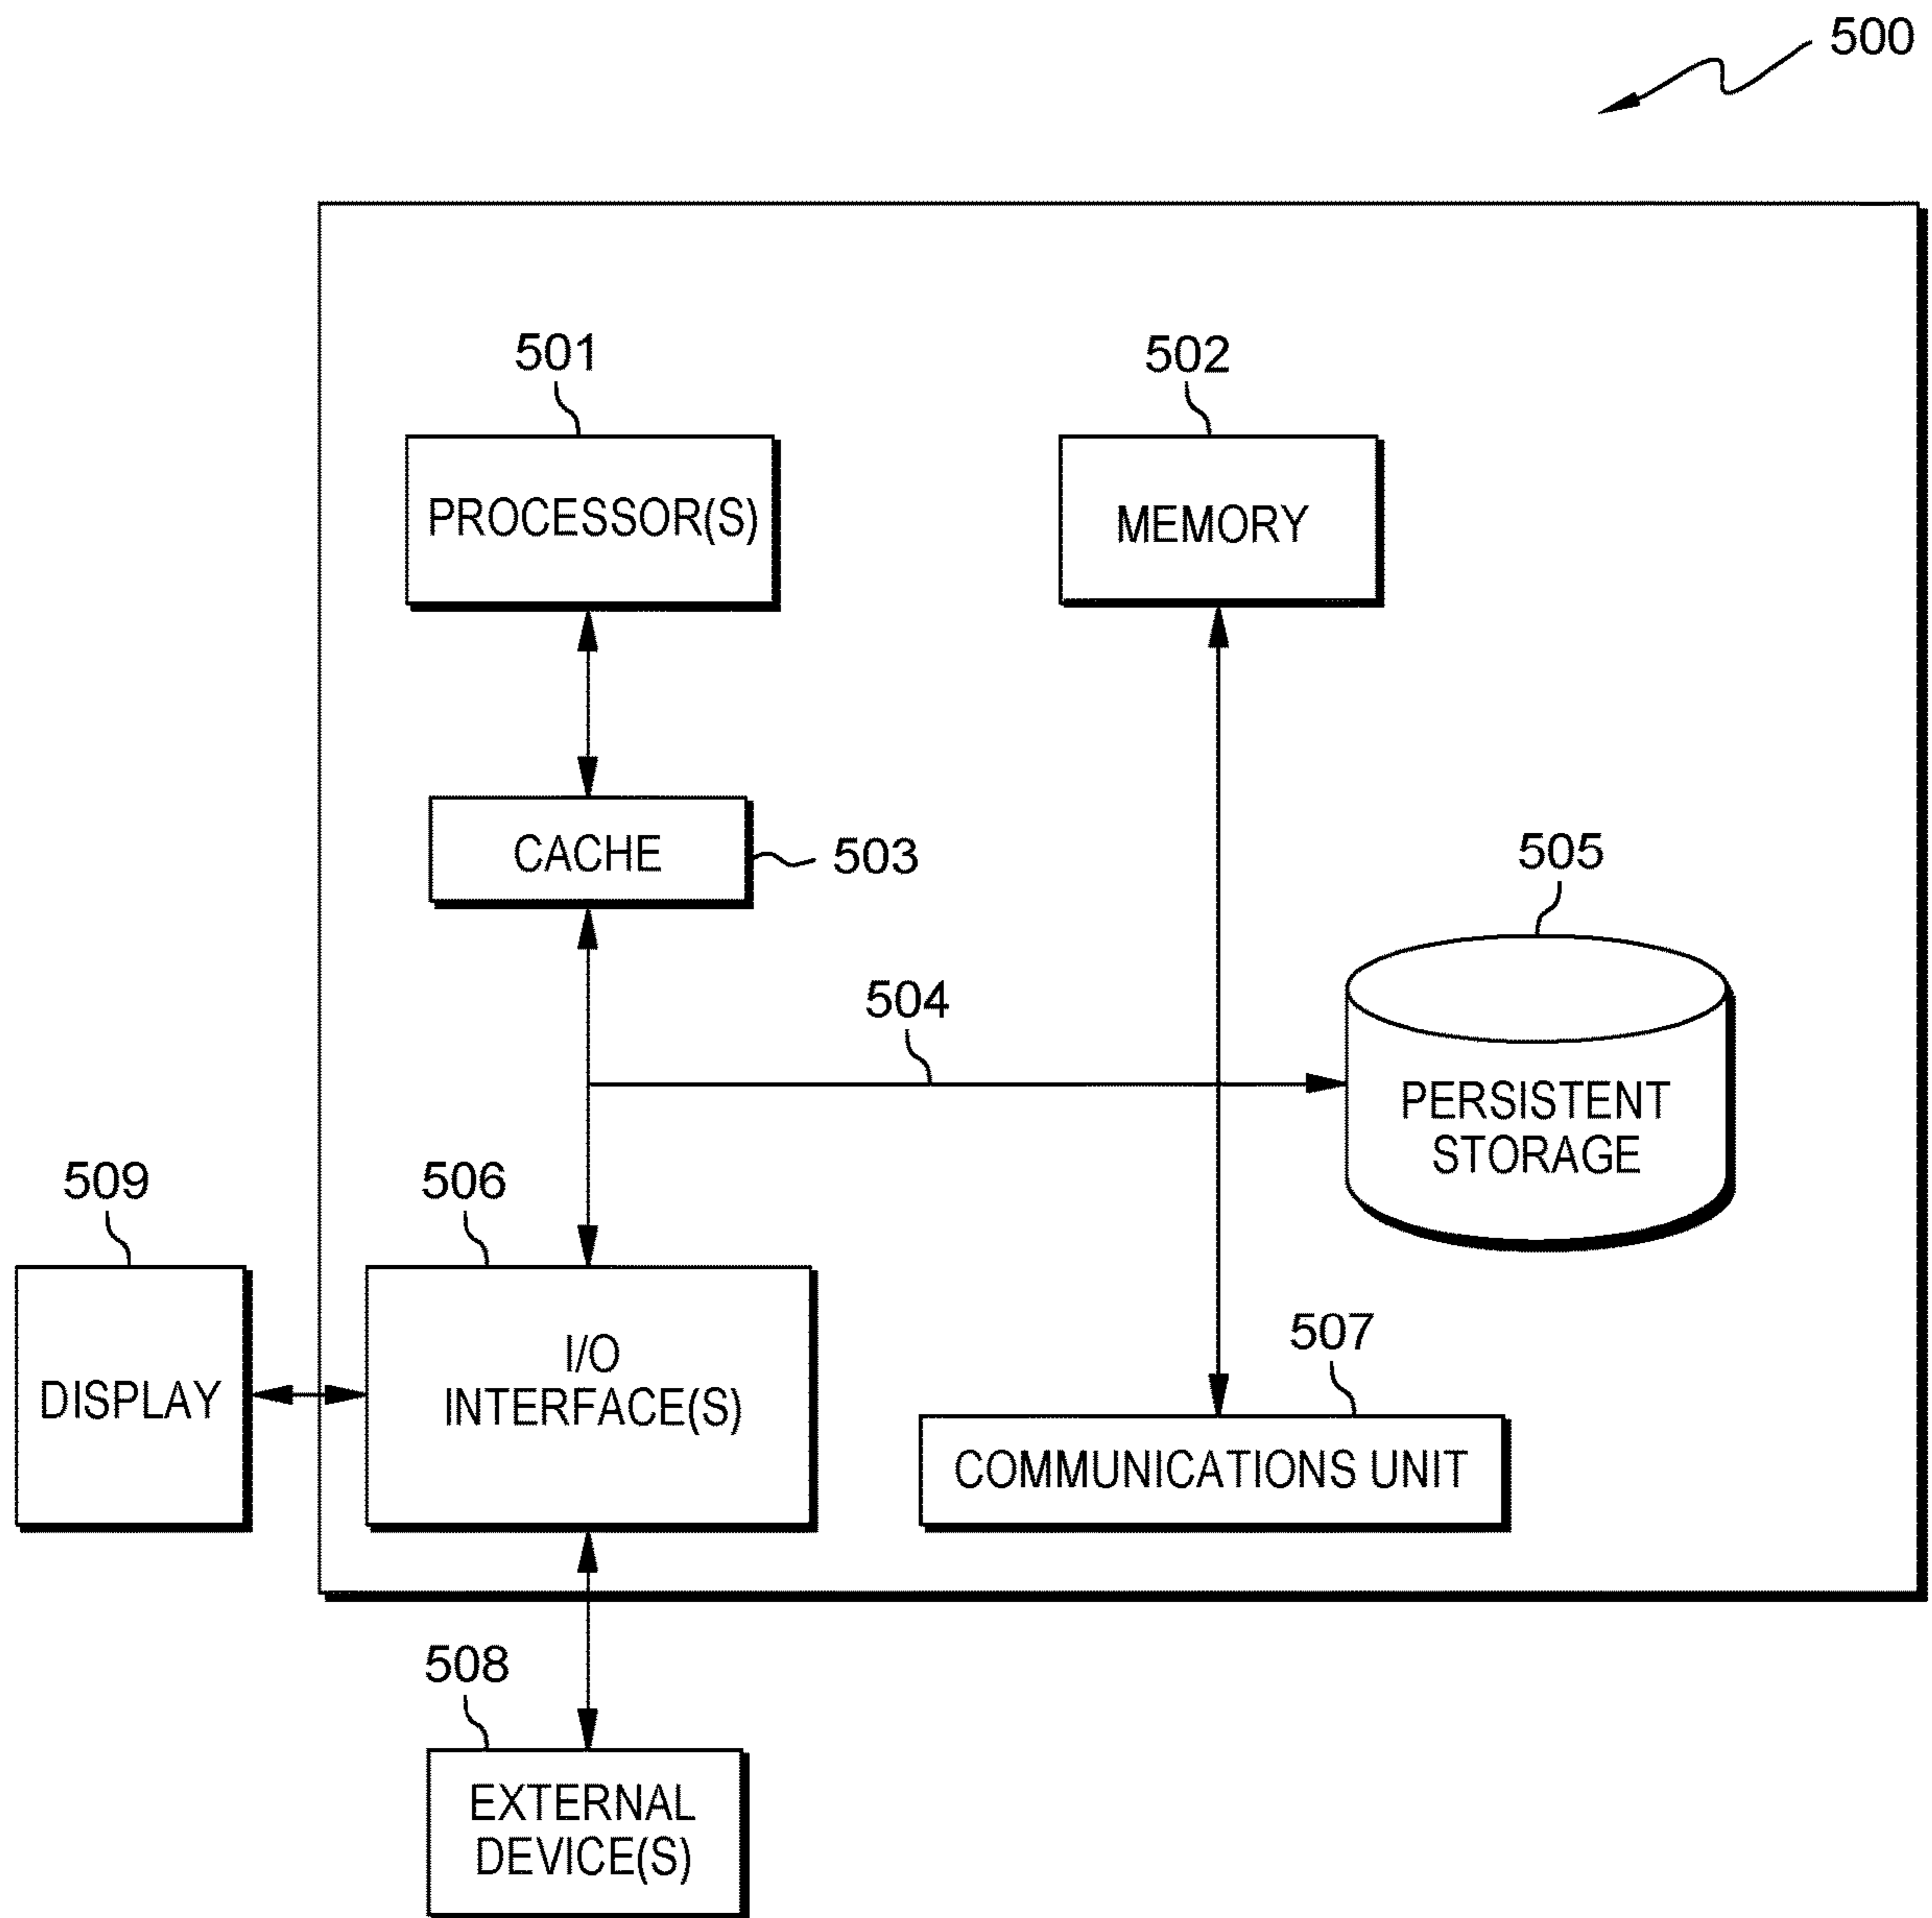 500
501
502
PROCESSOR(S)
MEMORY
CACHE
503
505
504
PERSISTENT
STORAGE
509
506
507
DISPLAY
I/O
INTERFACE(S)
COMMUNICATIONS UNIT
508
EXTERNAL
DEVICE(S)